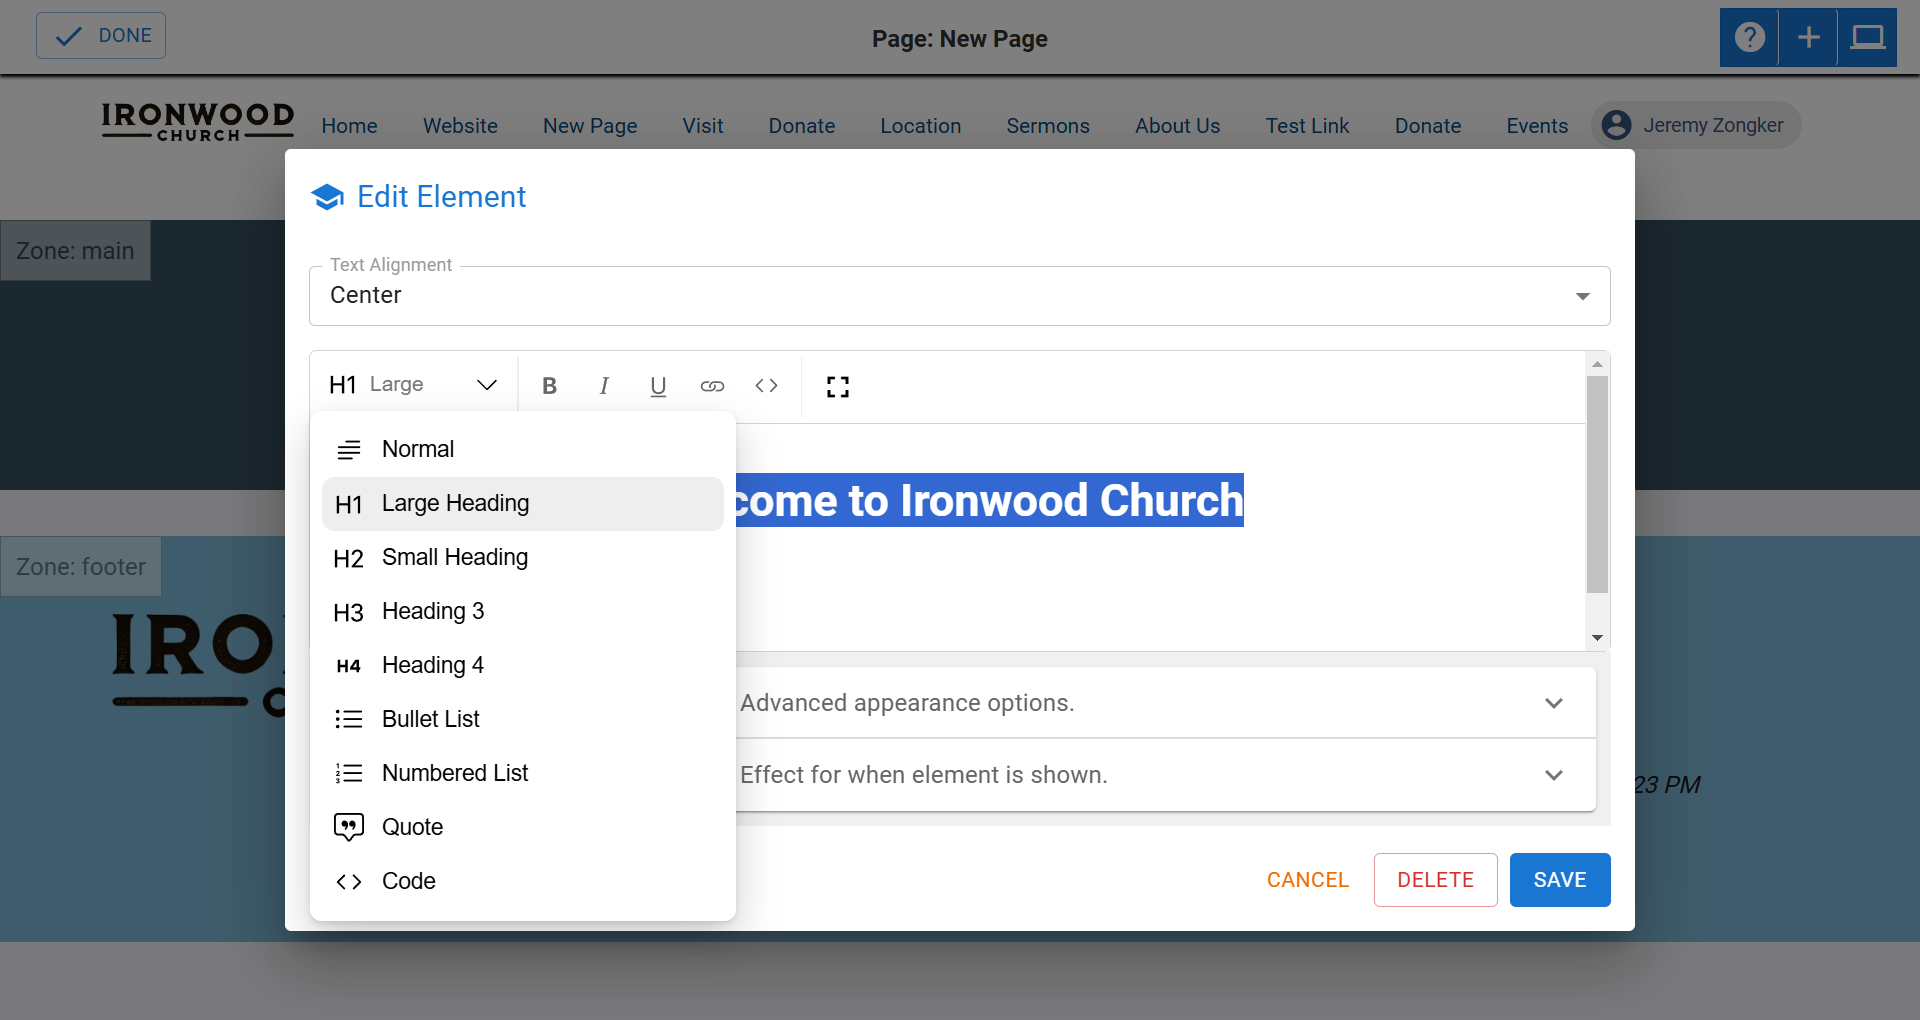 DONE
Page: New Page
IRONWOOD
CHURCH
Home Website New Page Visit Donate Location Sermons About Us Test Link Donate Events Jeremy Zongker
Edit Element
Zone: main
Text Alignment
Center
H1 Large B I U
Normal
H1 Large Heading
come to Ironwood Church
H2 Small Heading
Zone: footer
H3 Heading 3
IRO
H4 Heading 4
Bullet List
Advanced appearance options.
Numbered List
Effect for when element is shown.
23 PM
Quote
Code
CANCEL DELETE SAVE